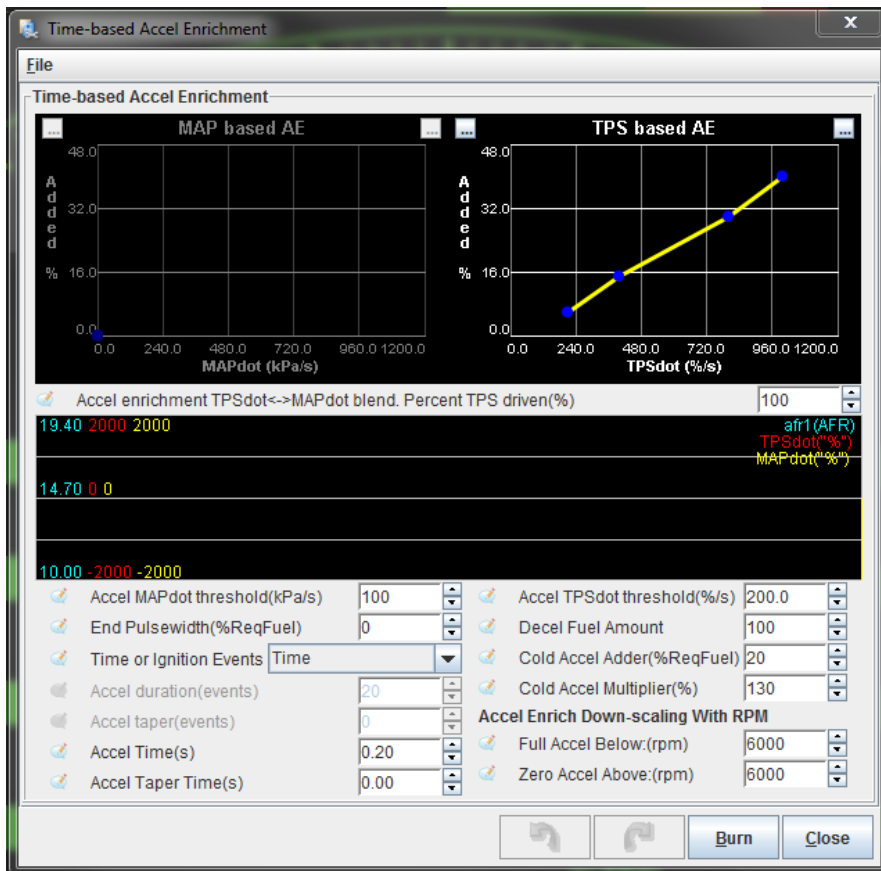 Time-based Accel Enrichment
x
File
Time-based Accel Enrichment
... MAP based AE ...
48.0
32.0
16.0
0.0
Added %
0.0 240.0 480.0 720.0 960.0 1200.0
MAPdot (kPa/s)
... TPS based AE ...
48.0
32.0
16.0
0.0
Added %
0.0 240.0 480.0 720.0 960.0 1200.0
TPSdot (%/s)
Accel enrichment TPSdot<->MAPdot blend. Percent TPS driven(%) 100
19.40 2000 2000 afr1(AFR)
TPSdot("%")
MAPdot("%")
14.70 0 0
10.00 -2000 -2000
Accel MAPdot threshold(kPa/s) 100
End Pulsewidth(%ReqFuel) 0
Time or Ignition Events Time
Accel duration(events) 20
Accel taper(events) 0
Accel Time(s) 0.20
Accel Taper Time(s) 0.00
Accel TPSdot threshold(%/s) 200.0
Decel Fuel Amount 100
Cold Accel Adder(%ReqFuel) 20
Cold Accel Multiplier(%) 130
Accel Enrich Down-scaling With RPM
Full Accel Below:(rpm) 6000
Zero Accel Above:(rpm) 6000
Burn Close